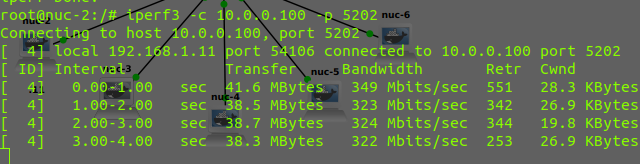 root@nuc-2:/# iperf3 -c 10.0.0.100 -p 5202
nuc-6
Connecting to host 10.0.0.100, port 5202
[  4] local 192.168.1.11 port 54106 connected to 10.0.0.100 port 5202
[ ID] Interval           Transfer     Bandwidth       Retr  Cwnd
nuc-3
nuc-5
[  4]   0.00-1.00   sec  41.6 MBytes   349 Mbits/sec  551   28.3 KBytes
nuc-4
[  4]   1.00-2.00   sec  38.5 MBytes   323 Mbits/sec  342   26.9 KBytes
[  4]   2.00-3.00   sec  38.7 MBytes   324 Mbits/sec  344   19.8 KBytes
[  4]   3.00-4.00   sec  38.3 MBytes   322 Mbits/sec  253   26.9 KBytes